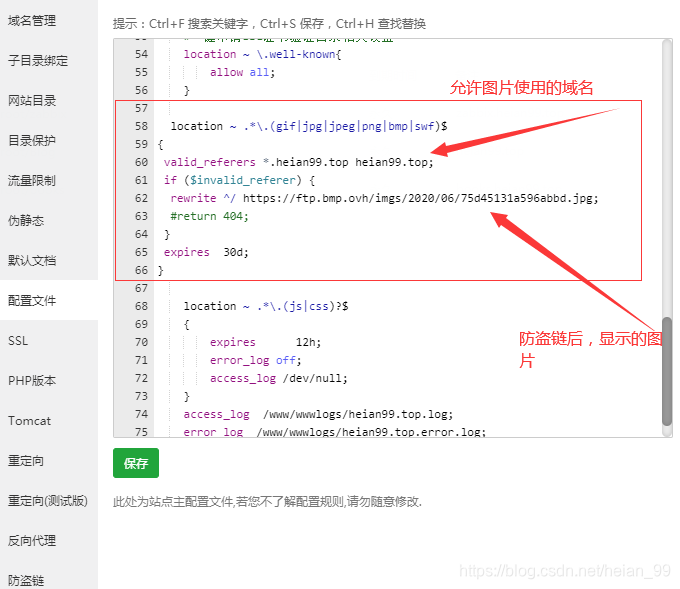 域名管理
子目录绑定
网站目录
目录保护
流量限制
伪静态
默认文档
配置文件
SSL
PHP版本
Tomcat
重定向
重定向(测试版)
反向代理
防盗链
提示：Ctrl+F 搜索关键字，Ctrl+S 保存，Ctrl+H 查找替换
54 location ~ \.well-known{
55 allow all;
56 }
57
58 location ~ .*\.(gif|jpg|jpeg|png|bmp|swf)$
59 {
60 valid_referers *.heian99.top heian99.top;
61 if ($invalid_referer) {
62 rewrite ^/ https://ftp.bmp.ovh/imgs/2020/06/75d45131a596abbd.jpg;
63 #return 404;
64 }
65 expires 30d;
66 }
67
68 location ~ .*\.(js|css)?$
69 {
70 expires 12h;
71 error_log off;
72 access_log /dev/null;
73 }
74 access_log /www/wwwlogs/heian99.top.log;
75 error_log /www/wwwlogs/heian99.top.error.log;
允许图片使用的域名
防盗链后，显示的图
片
保存
此处为站点主配置文件,若您不了解配置规则,请勿随意修改.
https://blog.csdn.net/heian_99